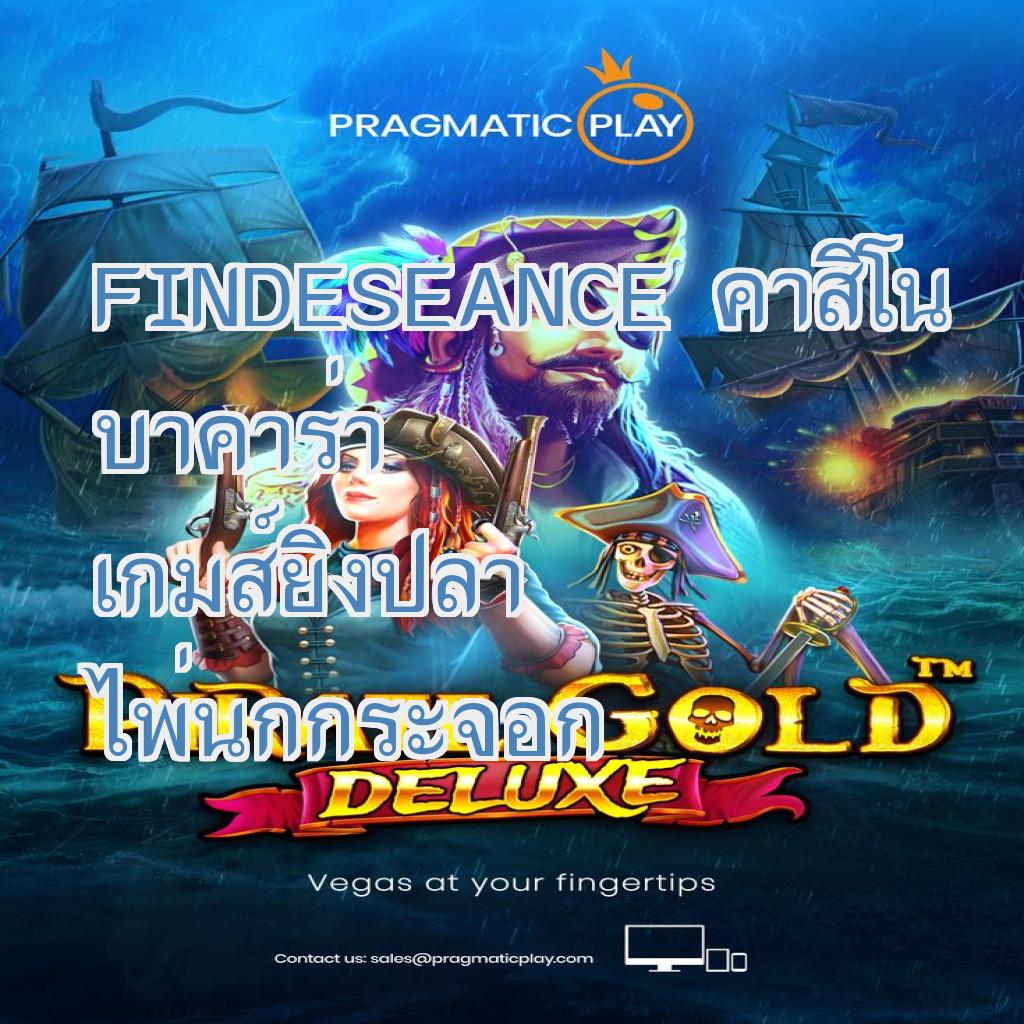 PRAGMATIC PLAY
FINDESEANCE คาสิโน
บาคาร่า
เกมส์ยิงปลา
ไพ่นกกระจอก
PIRATE GOLD™
DELUXE
Vegas at your fingertips
Contact us: sales@pragmaticplay.com